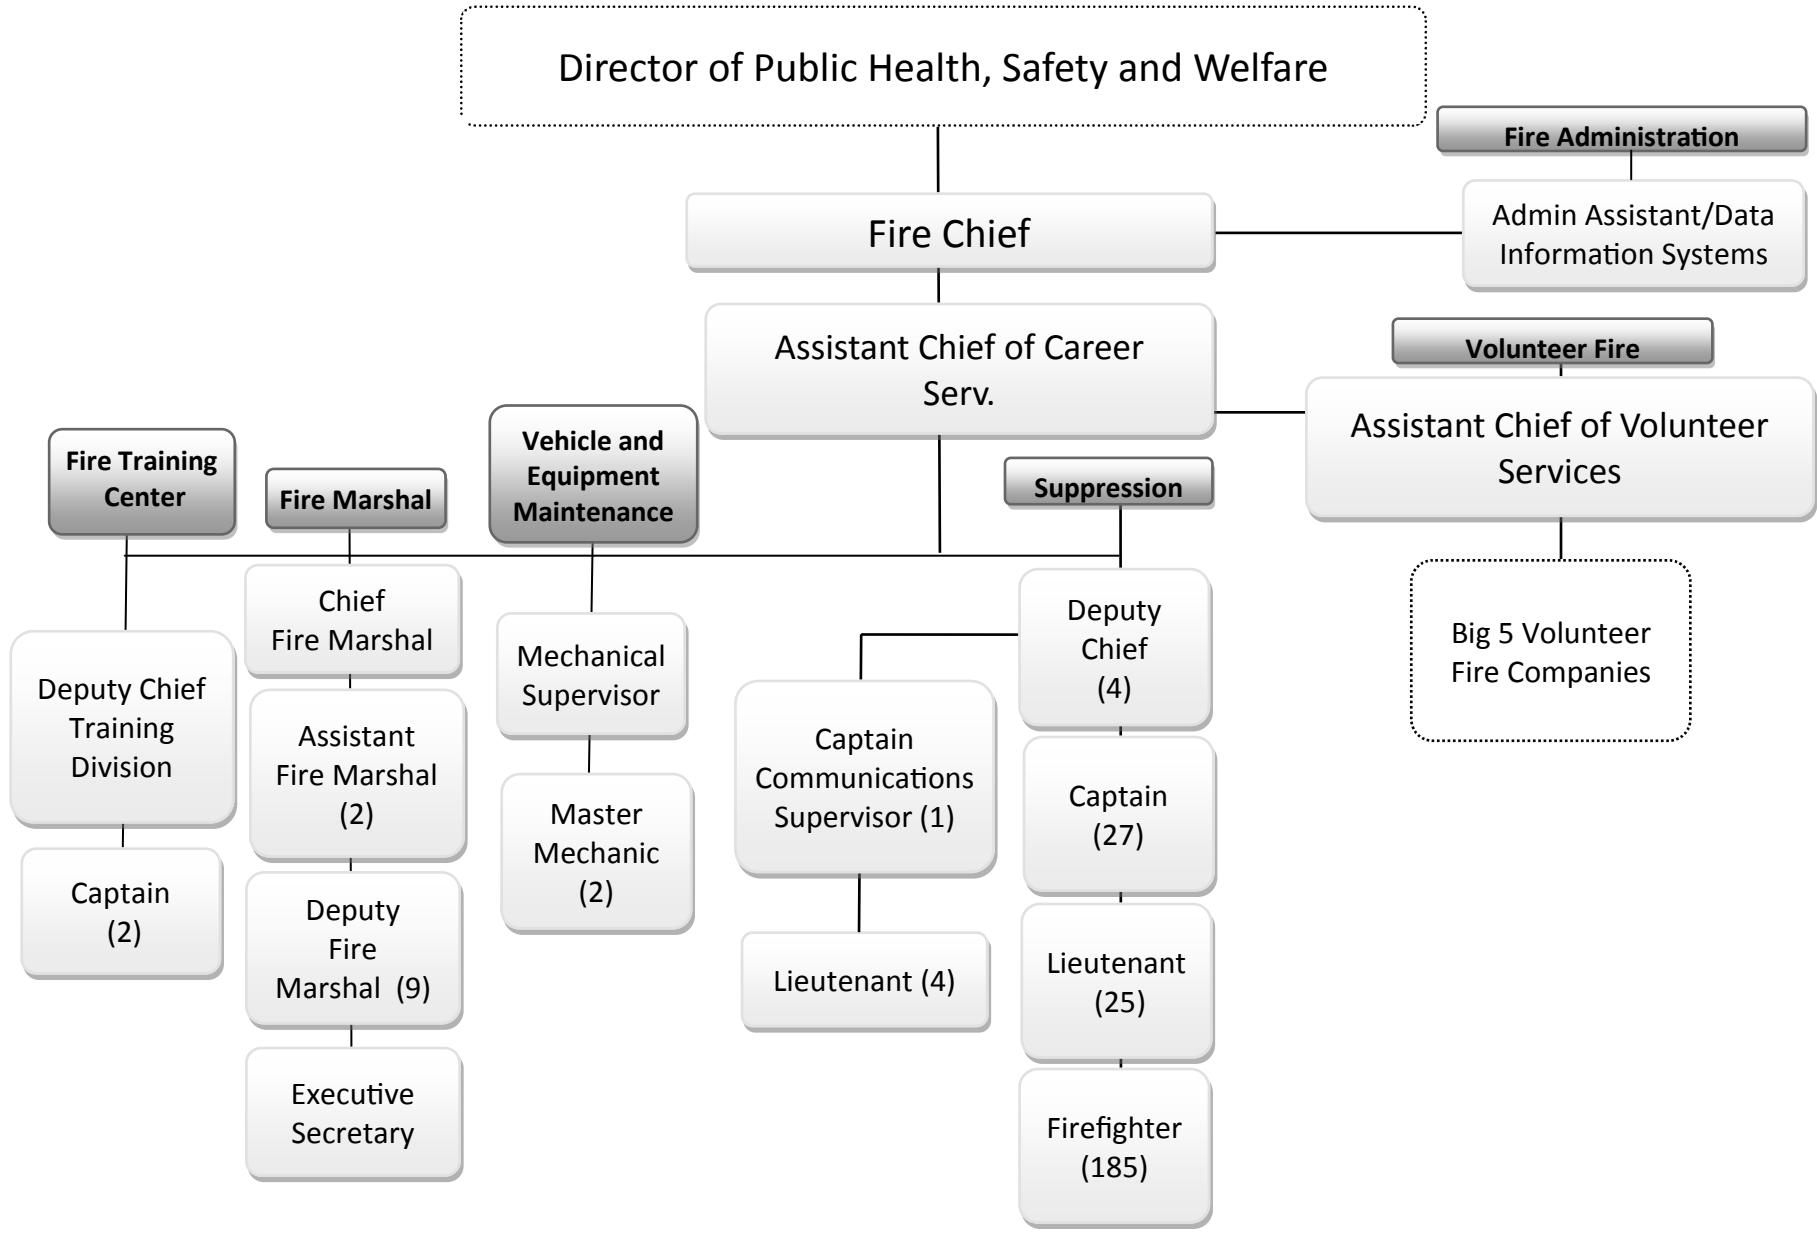 Director of Public Health, Safety and Welfare
Fire Administration
Fire Chief
Admin Assistant/Data
Information Systems
Assistant Chief of Career
Serv.
Volunteer Fire
Assistant Chief of Volunteer
Services
Big 5 Volunteer
Fire Companies
Fire Training
Center
Deputy Chief
Training
Division
Captain
(2)
Fire Marshal
Chief
Fire Marshal
Assistant
Fire Marshal
(2)
Deputy
Fire
Marshal  (9)
Executive
Secretary
Vehicle and
Equipment
Maintenance
Mechanical
Supervisor
Master
Mechanic
(2)
Suppression
Deputy
Chief
(4)
Captain
Communications
Supervisor (1)
Lieutenant (4)
Captain
(27)
Lieutenant
(25)
Firefighter
(185)